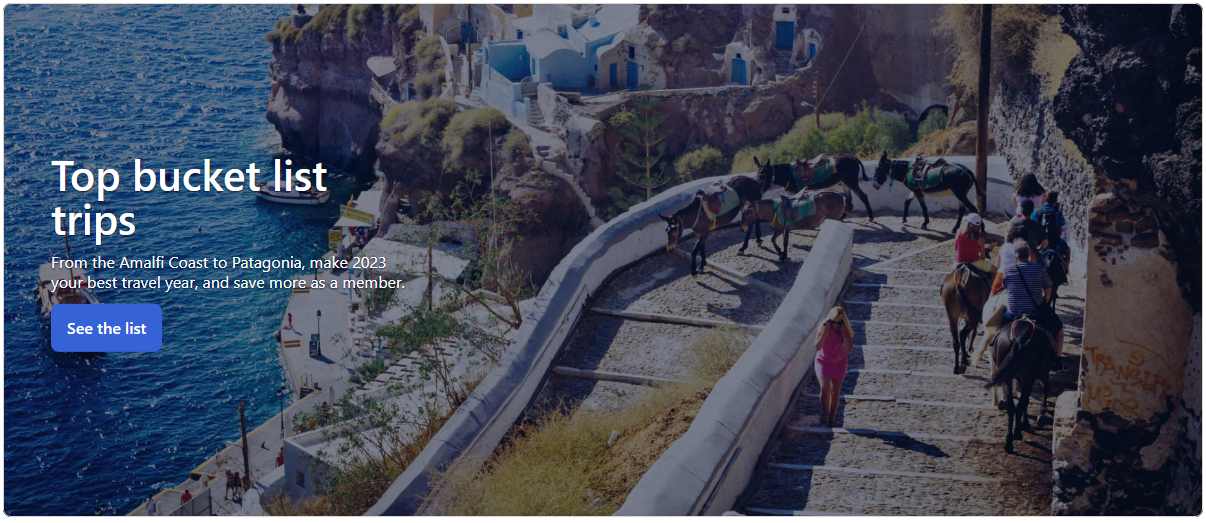 Top bucket list
trips
From the Amalfi Coast to Patagonia, make 2023
your best travel year, and save more as a member.
See the list